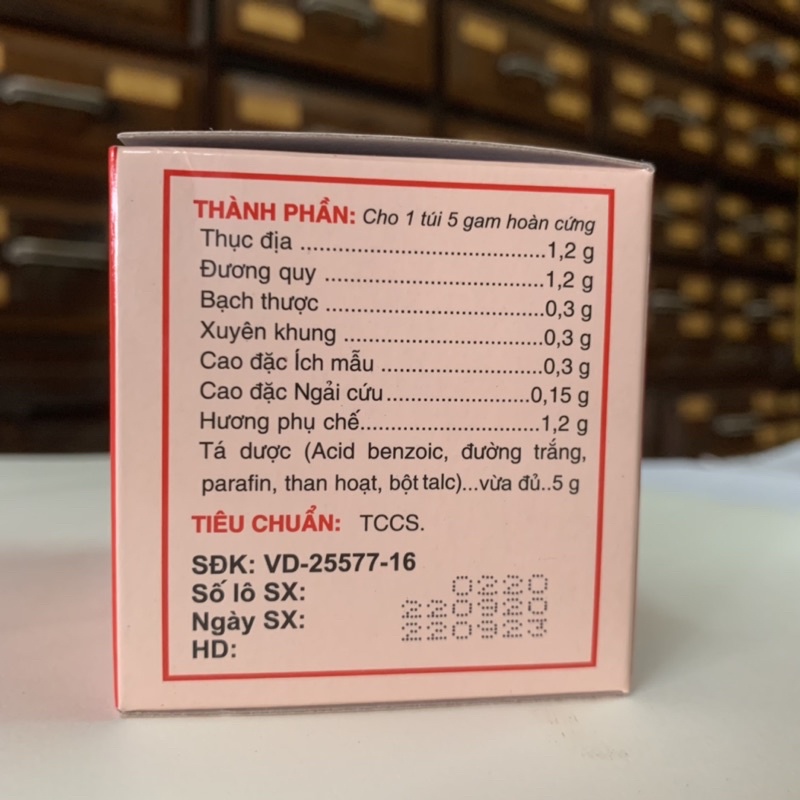 THÀNH PHẦN: Cho 1 túi 5 gam hoàn cứng
Thục địa ......................................1,2 g
Đương quy ..................................1,2 g
Bạch thược ..................................0,3 g
Xuyên khung ...............................0,3 g
Cao đặc Ích mẫu .........................0,3 g
Cao đặc Ngải cứu......................0,15 g
Hương phụ chế............................1,2 g
Tá dược (Acid benzoic, đường trắng,
parafin, than hoạt, bột talc)...vừa đủ..5 g
TIÊU CHUẨN: TCCS.
SĐK: VD-25577-16
Số lô SX: 0220
Ngày SX: 220920
HD: 220923